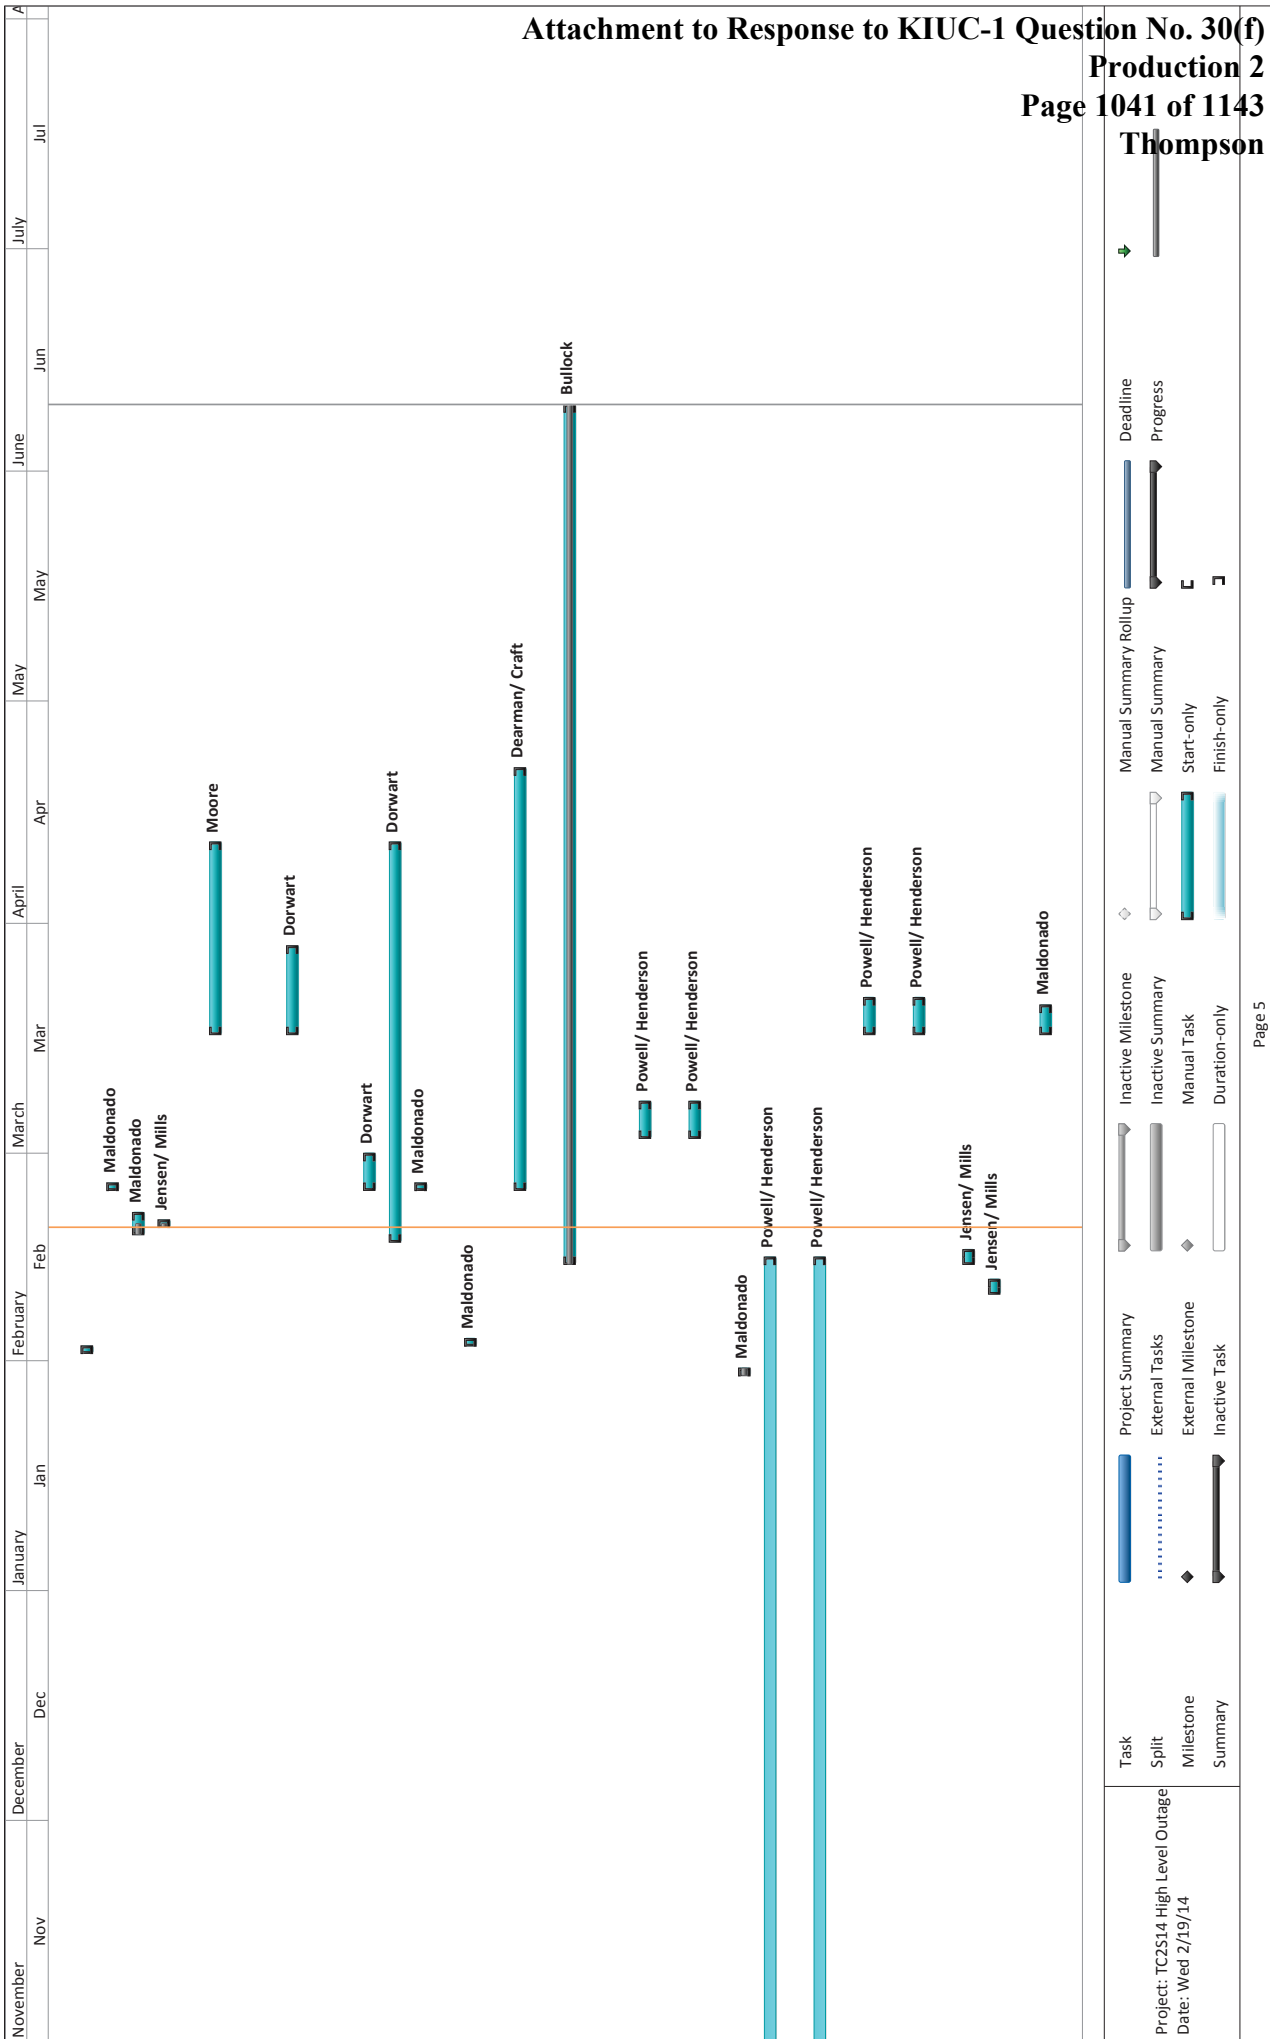 Attachment to Response to KIUC-1 Question No. 30(f)
Production 2
Page 1041 of 1143
Thompson
November December January February March April May June July A
Nov Dec Jan Feb Mar Apr May Jun Jul
Maldonado
Maldonado
Jensen/ Mills
Moore
Dorwart
Dorwart
Dorwart
Maldonado
Maldonado
Dearman/ Craft
Bullock
Powell/ Henderson
Powell/ Henderson
Maldonado
Powell/ Henderson
Powell/ Henderson
Powell/ Henderson
Powell/ Henderson
Jensen/ Mills
Jensen/ Mills
Maldonado
Project: TC2S14 High Level Outage
Date: Wed 2/19/14
Task
Split
Milestone
Summary
Project Summary
External Tasks
External Milestone
Inactive Task
Inactive Milestone
Inactive Summary
Manual Task
Duration-only
Manual Summary Rollup
Manual Summary
Start-only
Finish-only
Deadline
Progress
Page 5